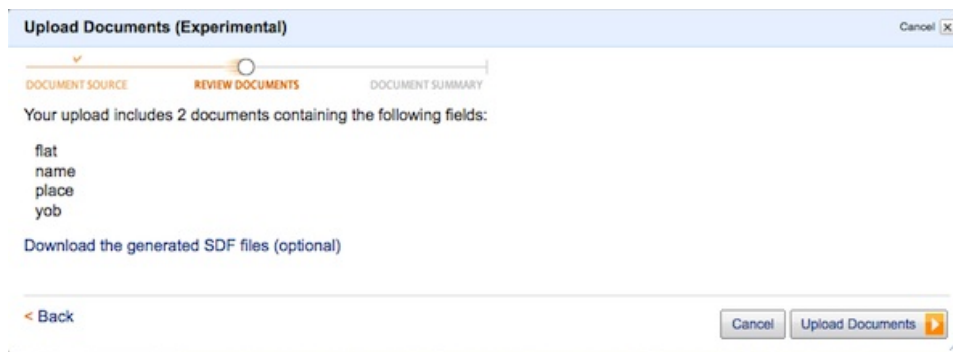 Upload Documents (Experimental)
Cancel
DOCUMENT SOURCE REVIEW DOCUMENTS DOCUMENT SUMMARY
Your upload includes 2 documents containing the following fields:
flat
name
place
yob
Download the generated SDF files (optional)
< Back
Cancel Upload Documents